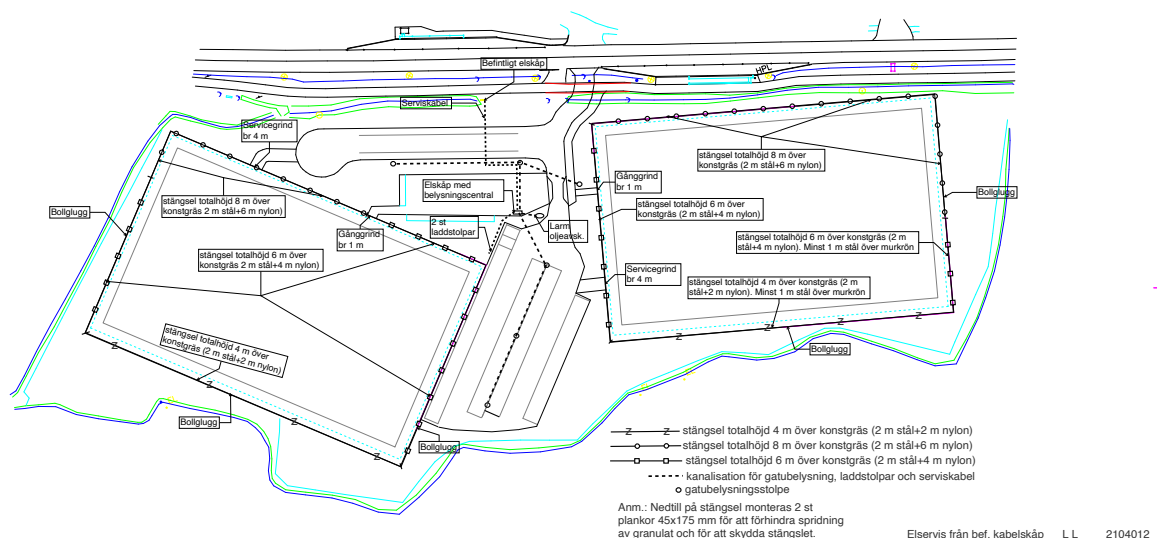 HPL
Befintligt elskåp
Serviskabel
Servicegrind
br 4 m
stängsel totalhöjd 8 m över
konstgräs 2 m stål+6 m nylon)
Bollglugg
Gånggrind
br 1 m
stängsel totalhöjd 6 m över
konstgräs 2 m stål+4 m nylon)
stängsel totalhöjd 4 m över
konstgräs (2 m stål+2 m nylon)
Bollglugg
Bollglugg
Elskåp med
belysningscentral
2 st
laddstolpar
Larm
oljeavsk.
Gånggrind
br 1 m
stängsel totalhöjd 8 m över
konstgräs (2 m stål+6 m nylon)
stängsel totalhöjd 6 m över
konstgräs (2 m stål+4 m nylon)
Bollglugg
stängsel totalhöjd 6 m över konstgräs (2 m
stål+4 m nylon). Minst 1 m stål över murkrön
Servicegrind
br 4 m
stängsel totalhöjd 4 m över konstgräs (2 m
stål+2 m nylon). Minst 1 m stål över murkrön
Bollglugg
Z Z stängsel totalhöjd 4 m över konstgräs (2 m stål+2 m nylon)
stängsel totalhöjd 8 m över konstgräs (2 m stål+6 m nylon)
stängsel totalhöjd 6 m över konstgräs (2 m stål+4 m nylon)
kanalisation för gatubelysning, laddstolpar och serviskabel
gatubelysningsstolpe
Anm.: Nedtill på stängsel monteras 2 st
plankor 45x175 mm för att förhindra spridning
av granulat och för att skydda stängslet.
Elservis från bef. kabelskåp L L 2104012